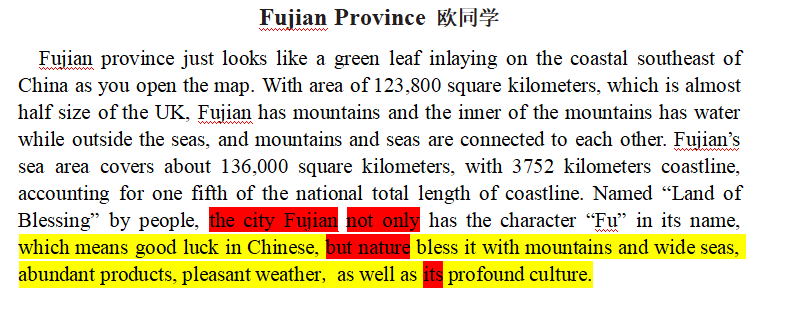 Fujian Province 欧同学
Fujian province just looks like a green leaf inlaying on the coastal southeast of
China as you open the map. With area of 123,800 square kilometers, which is almost
half size of the UK, Fujian has mountains and the inner of the mountains has water
while outside the seas, and mountains and seas are connected to each other. Fujian’s
sea area covers about 136,000 square kilometers, with 3752 kilometers coastline,
accounting for one fifth of the national total length of coastline. Named “Land of
Blessing” by people, the city Fujian not only has the character “Fu” in its name,
which means good luck in Chinese, but nature bless it with mountains and wide seas,
abundant products, pleasant weather, as well as its profound culture.